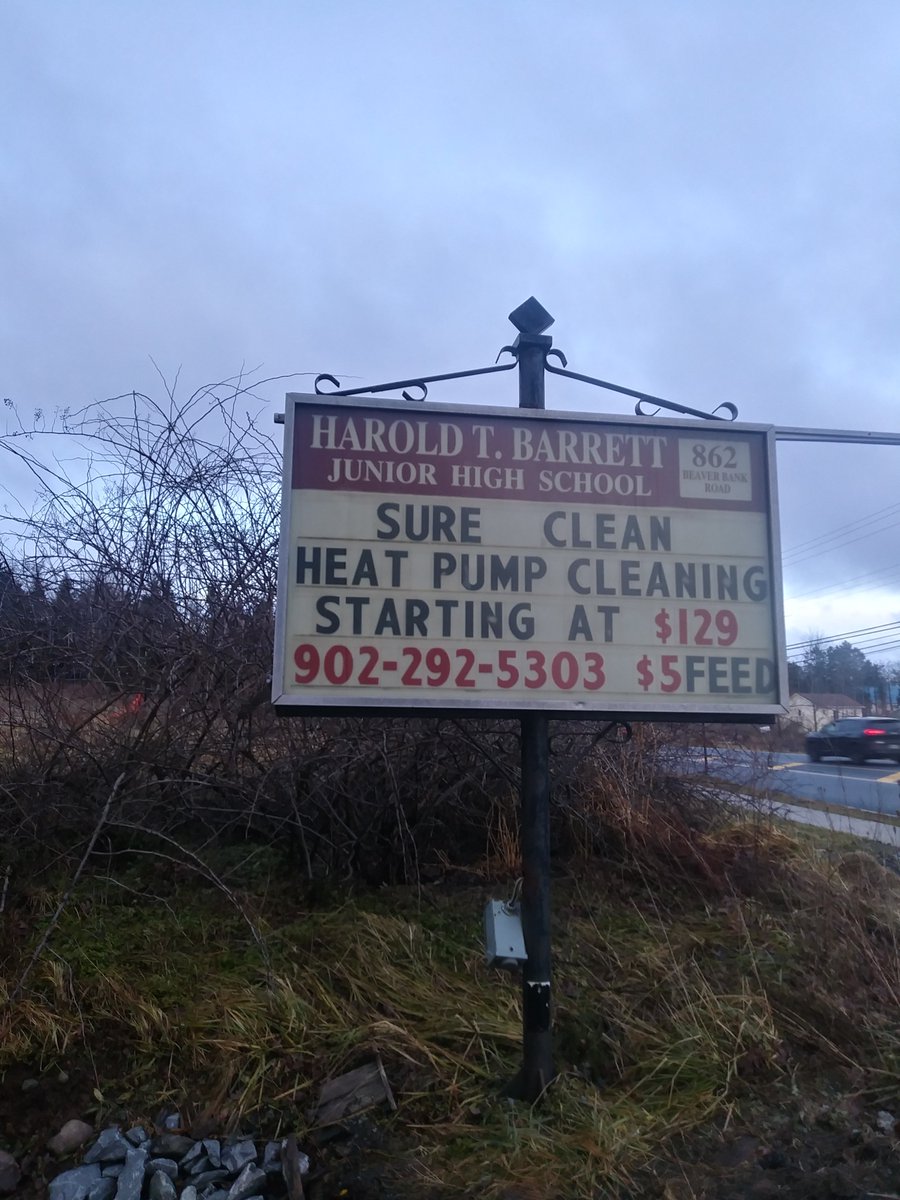 HAROLD T. BARRETT
JUNIOR HIGH SCHOOL
862
BEAVER BANK
ROAD
SURE CLEAN
HEAT PUMP CLEANING
STARTING AT $129
902-292-5303 $5FEED